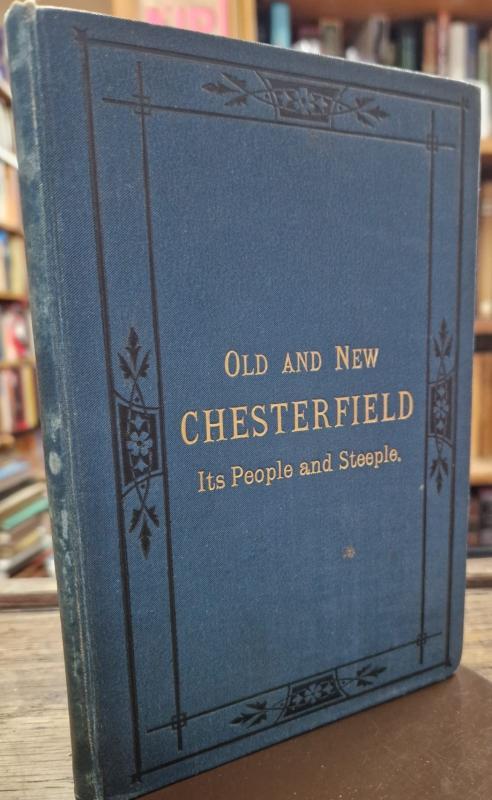 OLD AND NEW
CHESTERFIELD
Its People and Steeple.